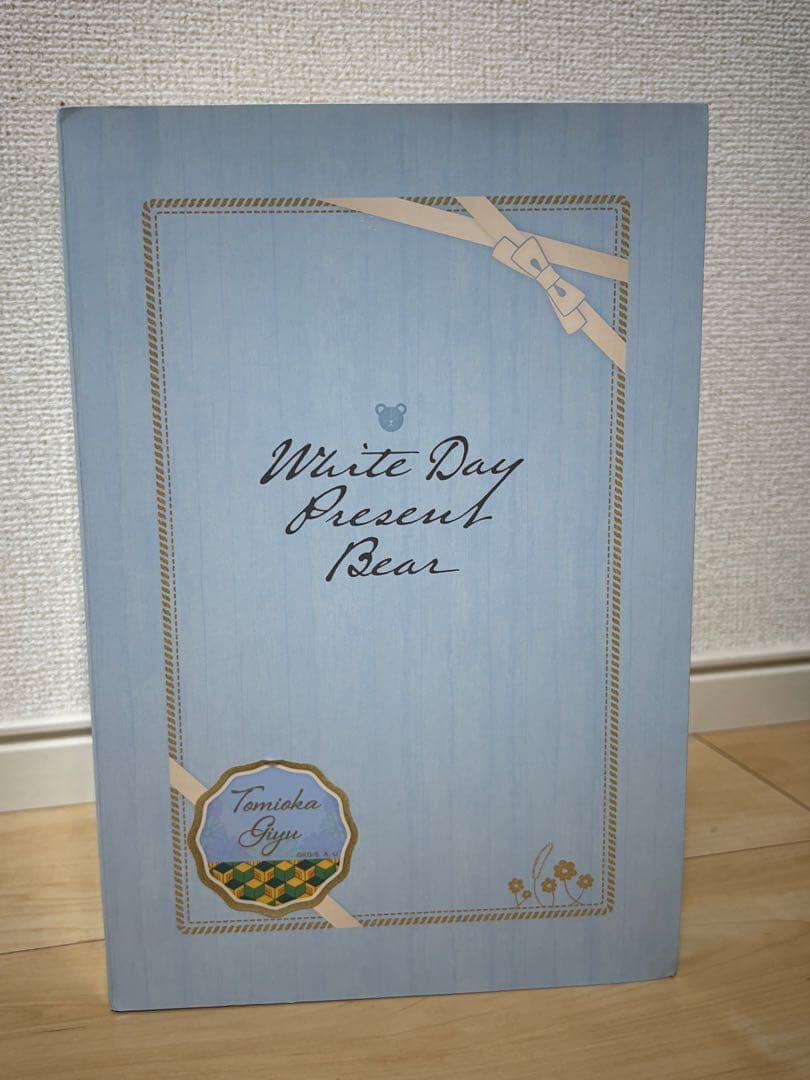 White Day
Present
Bear
Tomioka
Giyu